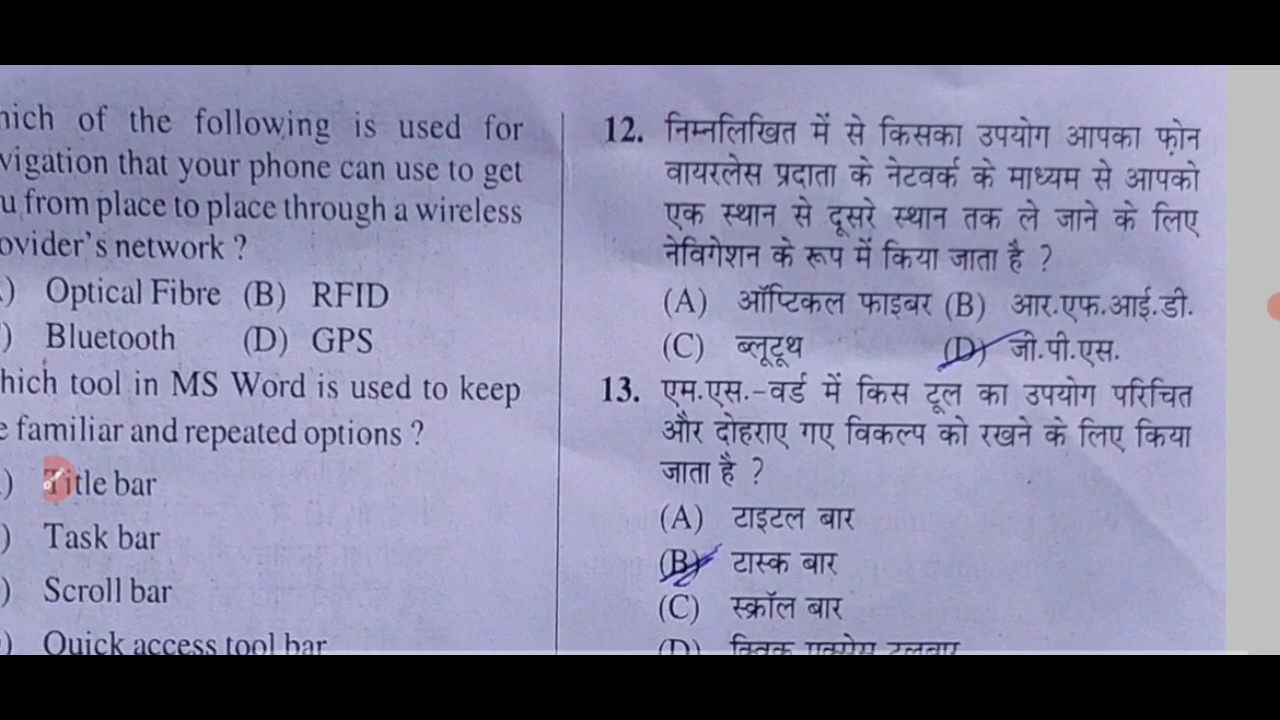 of the following is used for
that your phone can use to get
from place to place through a wireless
network ?
Optical Fibre (B) RFID
Bluetooth (D) GPS
tool in MS Word is used to keep
familiar and repeated options ?
Title bar
Task bar
Scroll bar
Quick access tool bar
12. निम्नलिखित में से किसका उपयोग आपका फ़ोन
वायरलेस प्रदाता के नेटवर्क के माध्यम से आपको
एक स्थान से दूसरे स्थान तक ले जाने के लिए
नेविगेशन के रूप में किया जाता है ?
(A) ऑप्टिकल फाइबर (B) आर.एफ.आई.डी.
(C) ब्लूटूथ (D) जी.पी.एस.
13. एम.एस.-वर्ड में किस टूल का उपयोग परिचित
और दोहराए गए विकल्प को रखने के लिए किया
जाता है ?
(A) टाइटल बार
(B) टास्क बार
(C) स्क्रॉल बार
(D) क्विक एक्सेस टूलबार